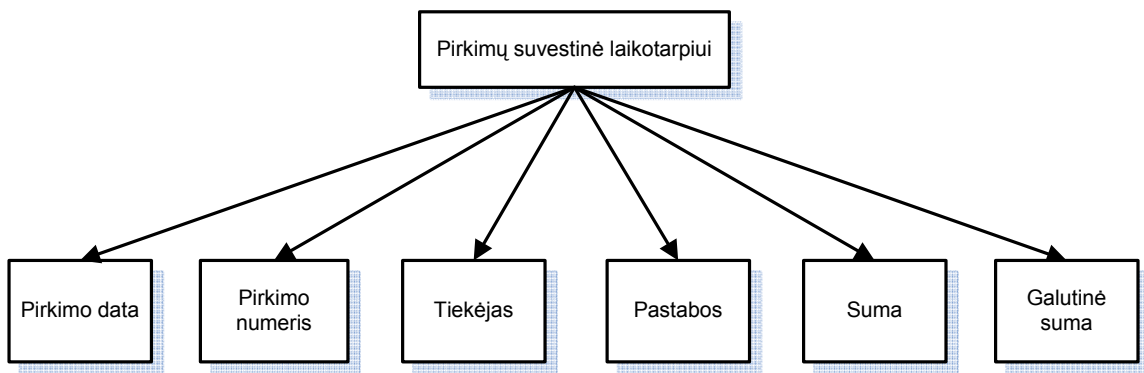 Pirkimų suvestinė laikotarpiui
Pirkimo data
Pirkimo
numeris
Tiekėjas
Pastabos
Suma
Galutinė
suma